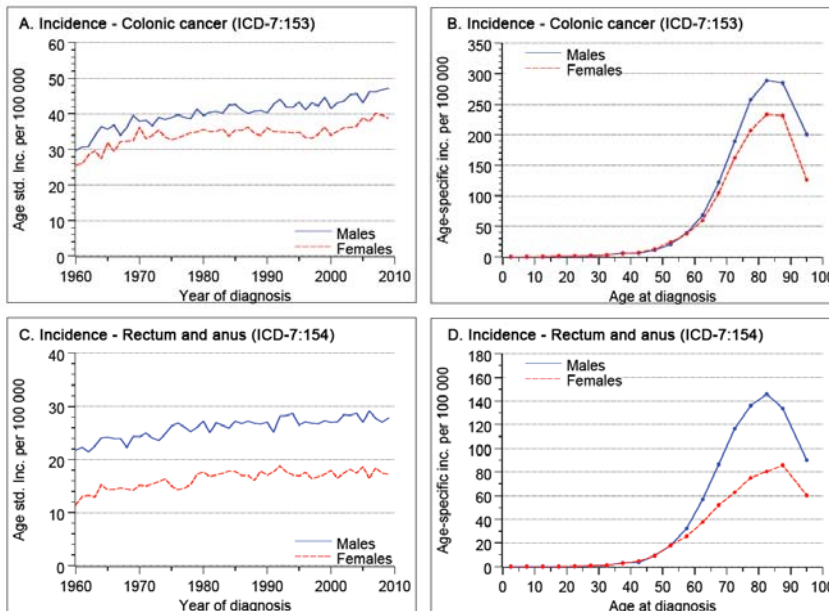 A. Incidence - Colonic cancer (ICD-7:153)
Age std. Inc. per 100 000
60
50
40
30
20
10
0
Males
Females
1960 1970 1980 1990 2000 2010
Year of diagnosis
B. Incidence - Colonic cancer (ICD-7:153)
Age-specific inc. per 100 000
350
300
250
200
150
100
50
0
Males
Females
0 10 20 30 40 50 60 70 80 90 100
Age at diagnosis
C. Incidence - Rectum and anus (ICD-7:154)
Age std. Inc. per 100 000
40
30
20
10
0
Males
Females
1960 1970 1980 1990 2000 2010
Year of diagnosis
D. Incidence - Rectum and anus (ICD-7:154)
Age-specific inc. per 100 000
180
160
140
120
100
80
60
40
20
0
Males
Females
0 10 20 30 40 50 60 70 80 90 100
Age at diagnosis